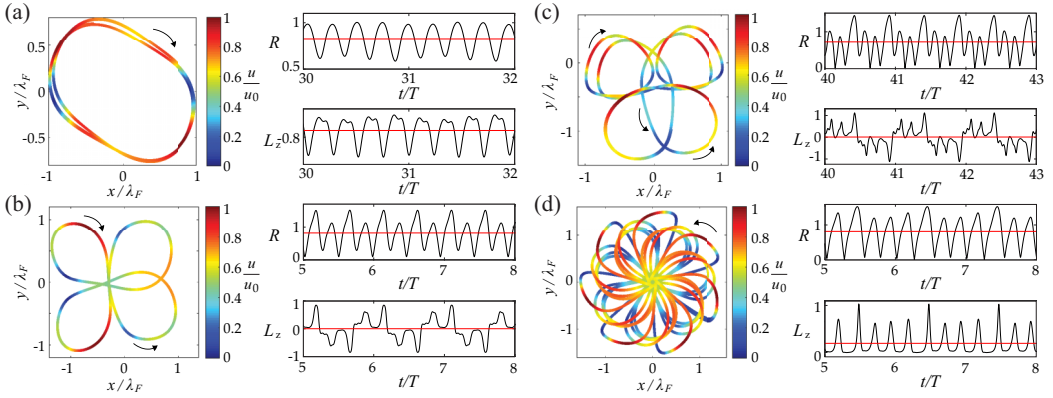 (a)
0.5
0
-0.5
y/λF
-1 0 1
x/λF
1
0.8
0.6
0.4
0.2
0
u/u0
R
1
0.5
30 31 32
t/T
Lz
-0.8
30 31 32
t/T
(b)
1
0
-1
y/λF
-1 0 1
x/λF
1
0.8
0.6
0.4
0.2
0
u/u0
R
1
0
5 6 7 8
t/T
Lz
1
0
-1
5 6 7 8
t/T
(c)
0
-1
y/λF
-1 0 1
x/λF
1
0.8
0.6
0.4
0.2
0
u/u0
R
1
0
40 41 42 43
t/T
Lz
1
0
-1
40 41 42 43
t/T
(d)
1
0
-1
y/λF
-1 0 1
x/λF
1
0.8
0.6
0.4
0.2
0
u/u0
R
1
0
5 6 7 8
t/T
Lz
1
0
5 6 7 8
t/T